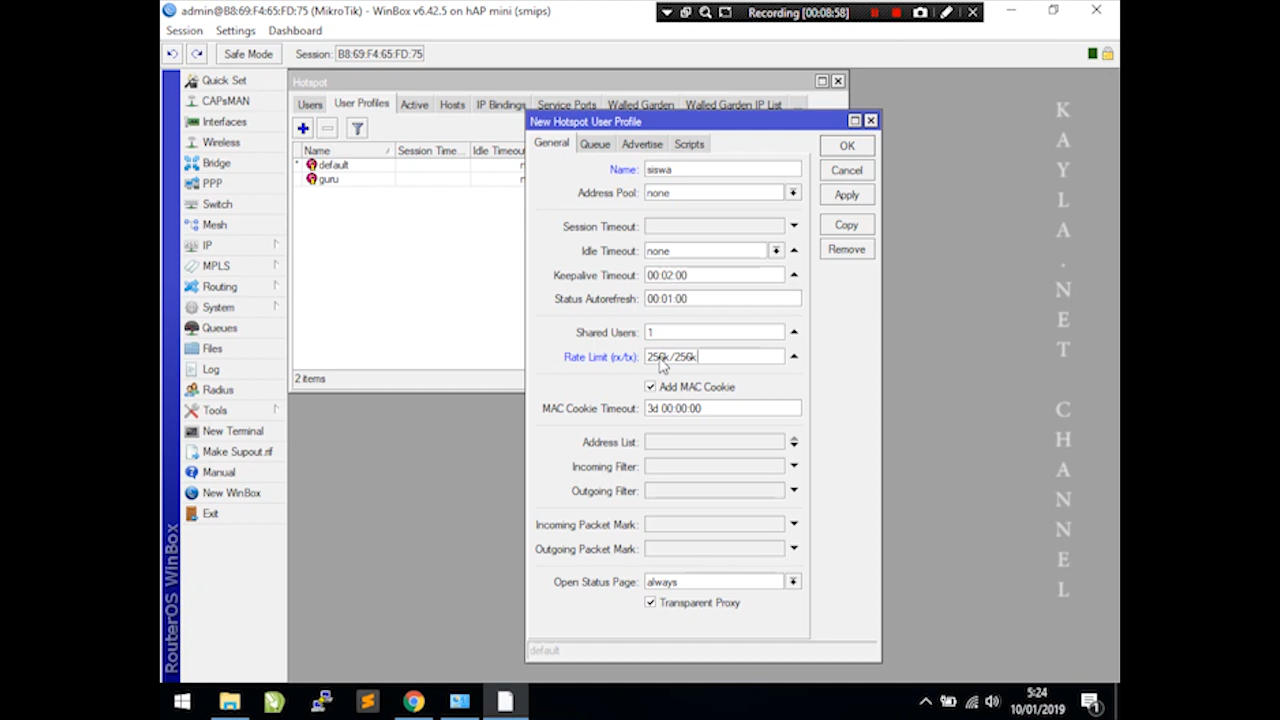 admin@B8:69:F4:65:FD:75 (MikroTik) - WinBox v6.42.5 on hAP mini (smips)
Recording [00:08:58]
Session Settings Dashboard
Safe Mode Session: B8:69:F4:65:FD:75
Quick Set
CAPsMAN
Interfaces
Wireless
Bridge
PPP
Switch
Mesh
IP
MPLS
Routing
System
Queues
Files
Log
Radius
Tools
New Terminal
Make Supout.rif
Manual
New WinBox
Exit
RouterOS WinBox
Hotspot
Users User Profiles Active Hosts IP Bindings Service Ports Walled Garden Walled Garden IP List ...
Name Session Time... Idle Timeout
* default
guru
2 items
New Hotspot User Profile
General Queue Advertise Scripts
Name: siswa
Address Pool: none
Session Timeout:
Idle Timeout: none
Keepalive Timeout: 00:02:00
Status Autorefresh: 00:01:00
Shared Users: 1
Rate Limit (rx/tx): 256k/256k
Add MAC Cookie
MAC Cookie Timeout: 3d 00:00:00
Address List:
Incoming Filter:
Outgoing Filter:
Incoming Packet Mark:
Outgoing Packet Mark:
Open Status Page: always
Transparent Proxy
default
OK
Cancel
Apply
Copy
Remove
KAYLA.NET CHANNEL
5:24
10/01/2019
1